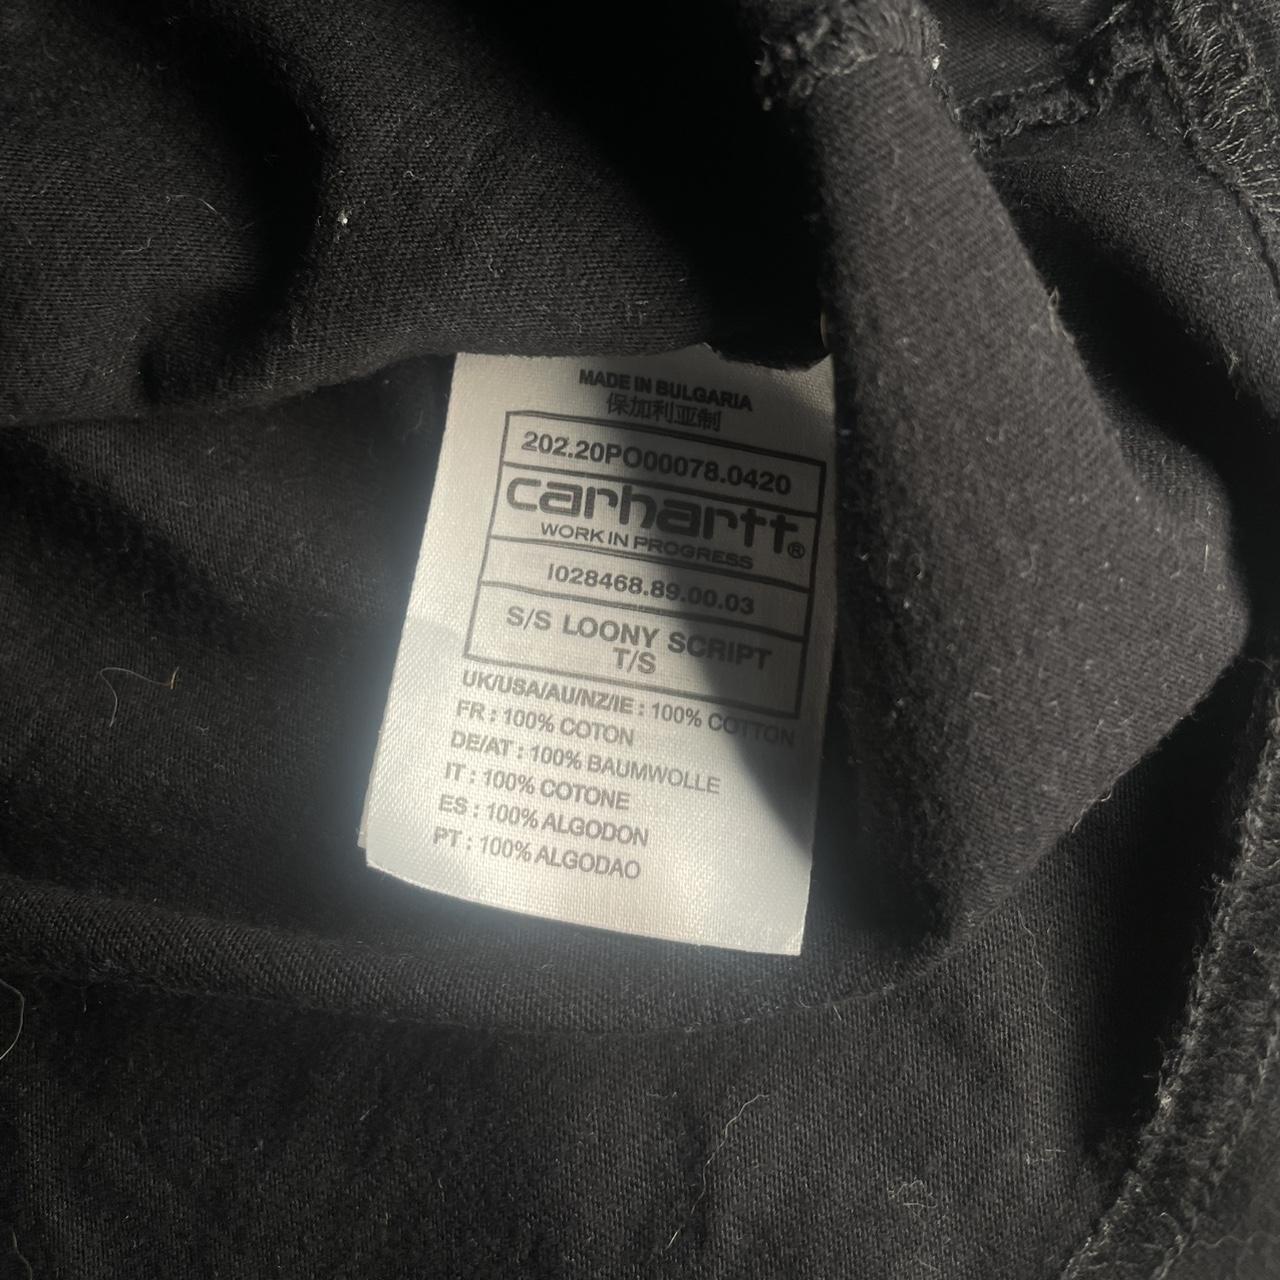 MADE IN BULGARIA
保加利亚制
202.20PO00078.0420
carhartt®
WORK IN PROGRESS
I028468.89.00.03
S/S LOONY SCRIPT
T/S
UK/USA/AU/NZ/IE : 100% COTTON
FR : 100% COTON
DE/AT : 100% BAUMWOLLE
IT : 100% COTONE
ES : 100% ALGODON
PT : 100% ALGODAO